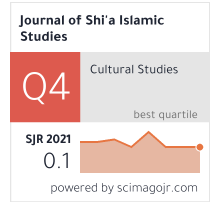 Journal of Shi'a Islamic
Studies
Q4
Cultural Studies
best quartile
SJR 2021
0.1
powered by scimagojr.com